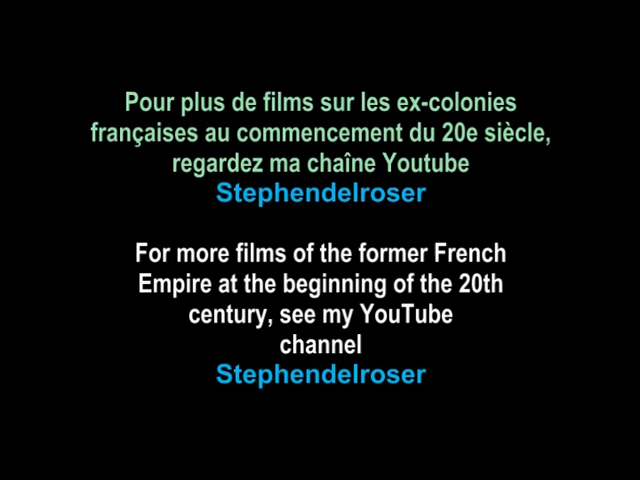 Pour plus de films sur les ex-colonies
françaises au commencement du 20e siècle,
regardez ma chaîne Youtube
Stephendelroser
For more films of the former French
Empire at the beginning of the 20th
century, see my YouTube
channel
Stephendelroser